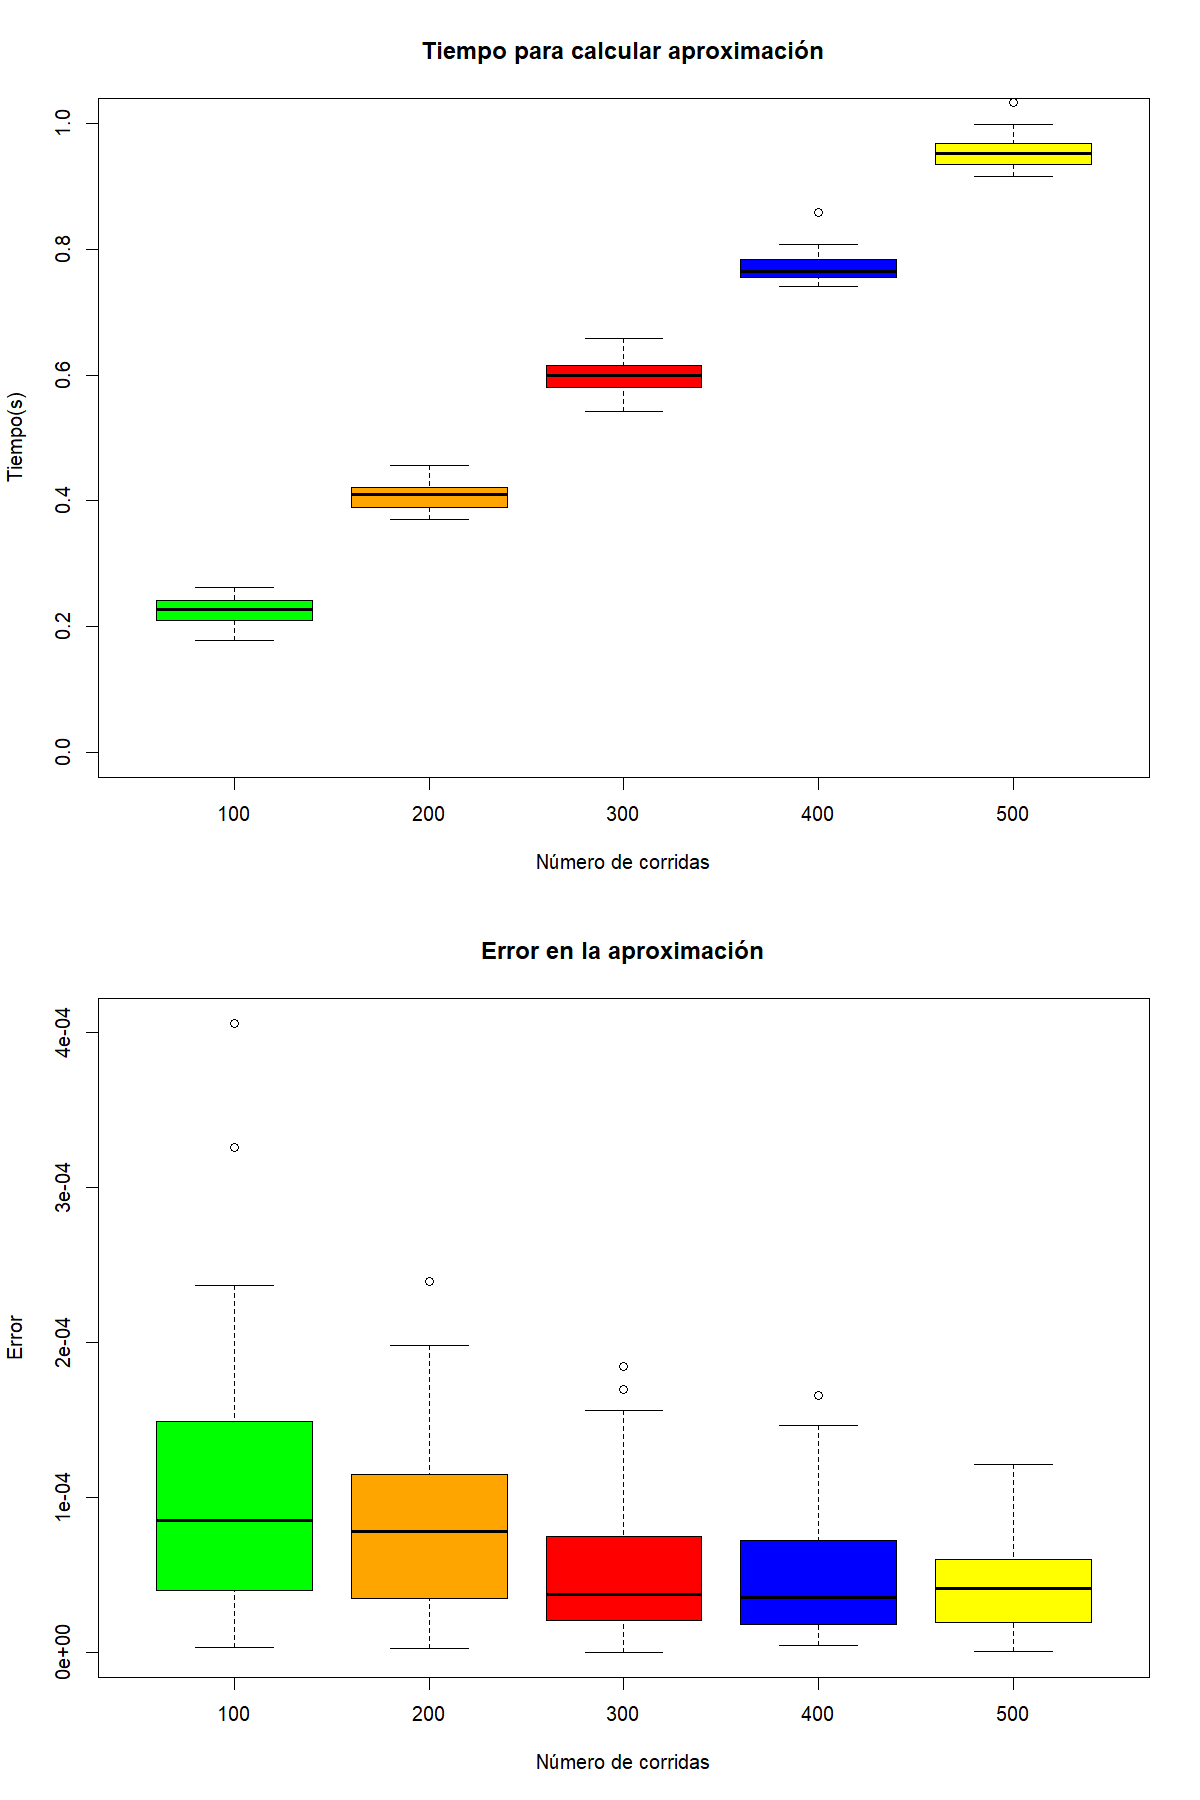 Tiempo para calcular aproximación
Tiempo(s)
1.0
0.8
0.6
0.4
0.2
0.0
100 200 300 400 500
Número de corridas
Error en la aproximación
Error
4e-04
3e-04
2e-04
1e-04
0e+00
100 200 300 400 500
Número de corridas